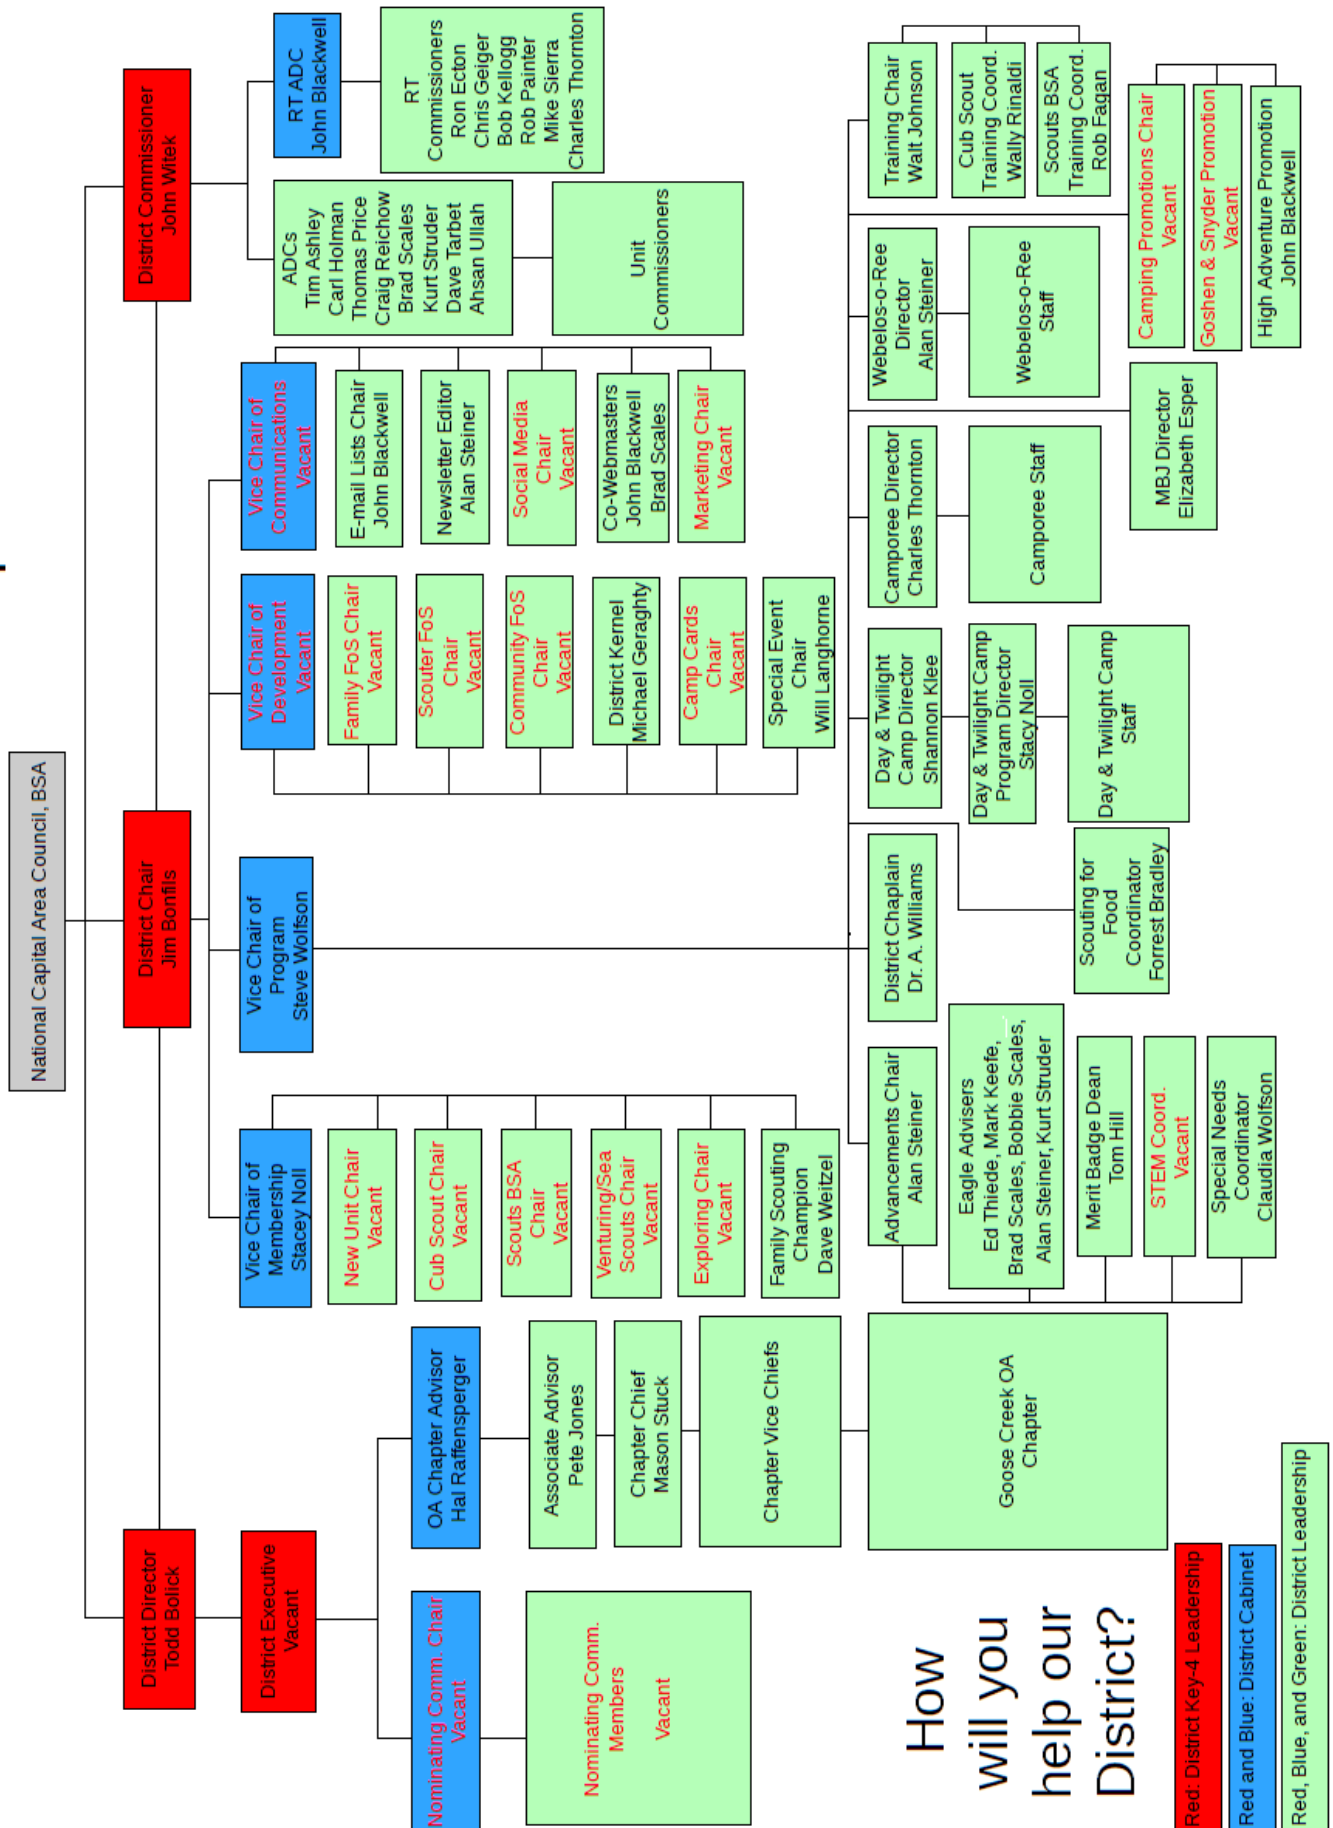 National Capital Area Council, BSA
District Director
Todd Bolick
District Chair
Jim Bonfils
District Commissioner
John Witek
District Executive
Vacant
Vice Chair of
Membership
Stacey Noll
Vice Chair of
Program
Steve Wolfson
Vice Chair of
Development
Vacant
Vice Chair of
Communications
Vacant
ADCs
Tim Ashley
Carl Holman
Thomas Price
Craig Reichow
Brad Scales
Kurt Struder
Dave Tarbet
Ahsan Ullah
RT ADC
John Blackwell
Unit
Commissioners
RT
Commissioners
Ron Ecton
Chris Geiger
Bob Kellogg
Rob Painter
Mike Sierra
Charles Thornton
Nominating Comm. Chair
Vacant
Nominating Comm.
Members
Vacant
OA Chapter Advisor
Hal Raffensperger
Associate Advisor
Pete Jones
Chapter Chief
Mason Stuck
Chapter Vice Chiefs
Goose Creek OA
Chapter
New Unit Chair
Vacant
Cub Scout Chair
Vacant
Scouts BSA
Chair
Vacant
Venturing/Sea
Scouts Chair
Vacant
Exploring Chair
Vacant
Family Scouting
Champion
Dave Weitzel
Family FoS Chair
Vacant
Scouter FoS
Chair
Vacant
Community FoS
Chair
Vacant
District Kernel
Michael Geraghty
Camp Cards
Chair
Vacant
Special Event
Chair
Will Langhorne
E-mail Lists Chair
John Blackwell
Newsletter Editor
Alan Steiner
Social Media
Chair
Vacant
Co-Webmasters
John Blackwell
Brad Scales
Marketing Chair
Vacant
Advancements Chair
Alan Steiner
Eagle Advisers
Ed Thiede, Mark Keefe,
Brad Scales, Bobbie Scales,
Alan Steiner, Kurt Struder
Merit Badge Dean
Tom Hill
STEM Coord.
Vacant
Special Needs
Coordinator
Claudia Wolfson
District Chaplain
Dr. A. Williams
Scouting for
Food
Coordinator
Forrest Bradley
Day & Twilight
Camp Director
Shannon Klee
Day & Twilight Camp
Program Director
Stacy Noll
Day & Twilight Camp
Staff
Camporee Director
Charles Thornton
Camporee Staff
MBJ Director
Elizabeth Esper
Webelos-o-Ree
Director
Alan Steiner
Webelos-o-Ree
Staff
Training Chair
Walt Johnson
Cub Scout
Training Coord.
Wally Rinaldi
Scouts BSA
Training Coord.
Rob Fagan
Camping Promotions Chair
Vacant
Goshen & Snyder Promotion
Vacant
High Adventure Promotion
John Blackwell
How
will you
help our
District?
Red: District Key-4 Leadership
Red and Blue: District Cabinet
Red, Blue, and Green: District Leadership